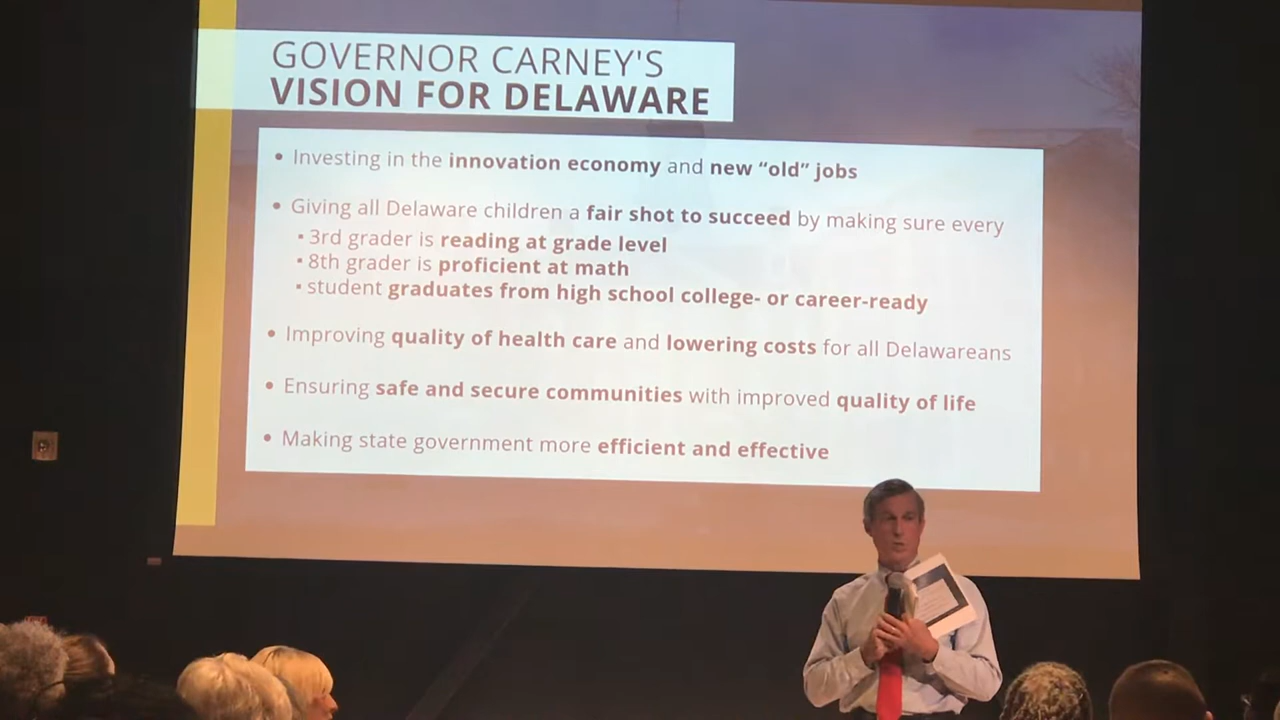 GOVERNOR CARNEY'S
VISION FOR DELAWARE
• Investing in the innovation economy and new “old” jobs
• Giving all Delaware children a fair shot to succeed by making sure every
▪ 3rd grader is reading at grade level
▪ 8th grader is proficient at math
▪ student graduates from high school college- or career-ready
• Improving quality of health care and lowering costs for all Delawareans
• Ensuring safe and secure communities with improved quality of life
• Making state government more efficient and effective